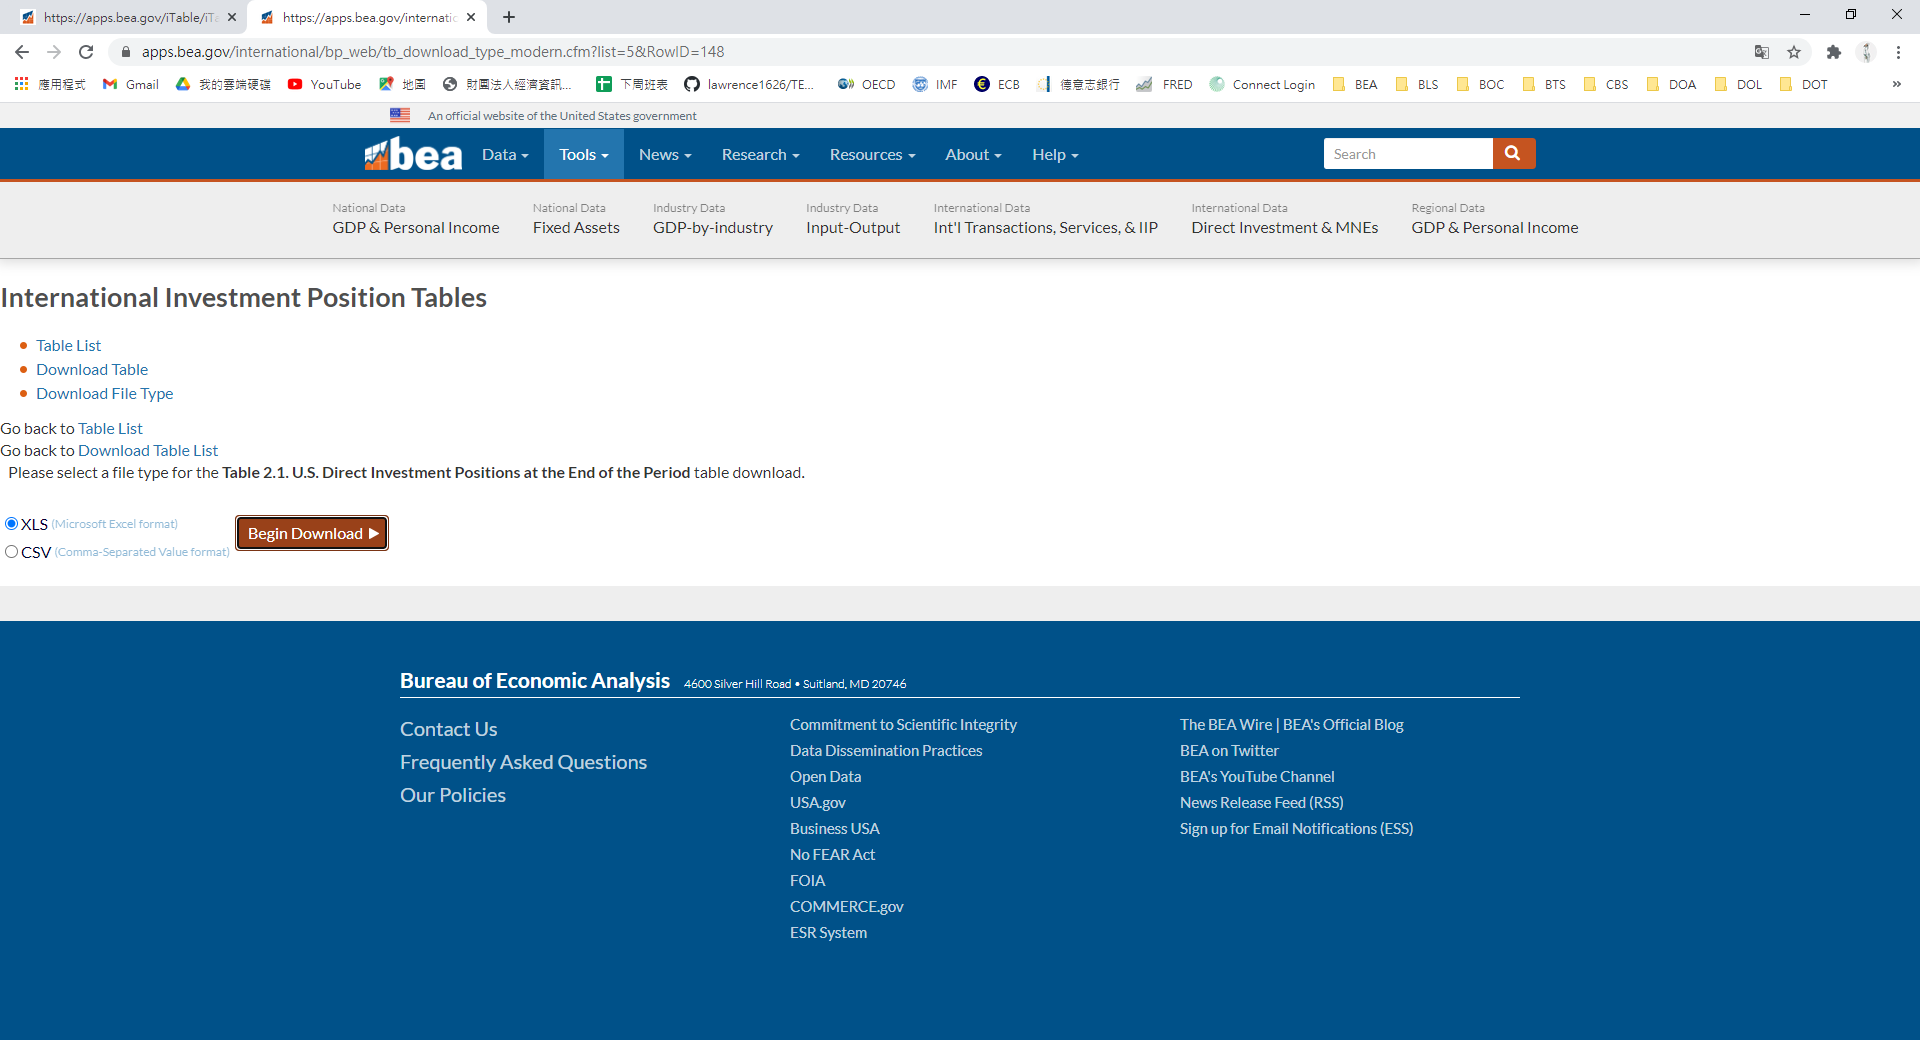 https://apps.bea.gov/iTable/iTa
https://apps.bea.gov/internatio
apps.bea.gov/international/bp_web/tb_download_type_modern.cfm?list=5&RowID=148
應用程式 Gmail 我的雲端硬碟 YouTube 地圖 財團法人經濟資訊... 下周班表 lawrence1626/TE... OECD IMF ECB 德意志銀行 FRED Connect Login BEA BLS BOC BTS CBS DOA DOL DOT »
An official website of the United States government
bea Data Tools News Research Resources About Help Search
National Data National Data Industry Data Industry Data International Data International Data Regional Data
GDP & Personal Income Fixed Assets GDP-by-industry Input-Output Int'l Transactions, Services, & IIP Direct Investment & MNEs GDP & Personal Income
International Investment Position Tables
Table List
Download Table
Download File Type
Go back to Table List
Go back to Download Table List
Please select a file type for the Table 2.1. U.S. Direct Investment Positions at the End of the Period table download.
XLS (Microsoft Excel format)
CSV (Comma-Separated Value format)
Begin Download
Bureau of Economic Analysis 4600 Silver Hill Road • Suitland, MD 20746
Contact Us
Frequently Asked Questions
Our Policies
Commitment to Scientific Integrity
Data Dissemination Practices
Open Data
USA.gov
Business USA
No FEAR Act
FOIA
COMMERCE.gov
ESR System
The BEA Wire | BEA's Official Blog
BEA on Twitter
BEA's YouTube Channel
News Release Feed (RSS)
Sign up for Email Notifications (ESS)